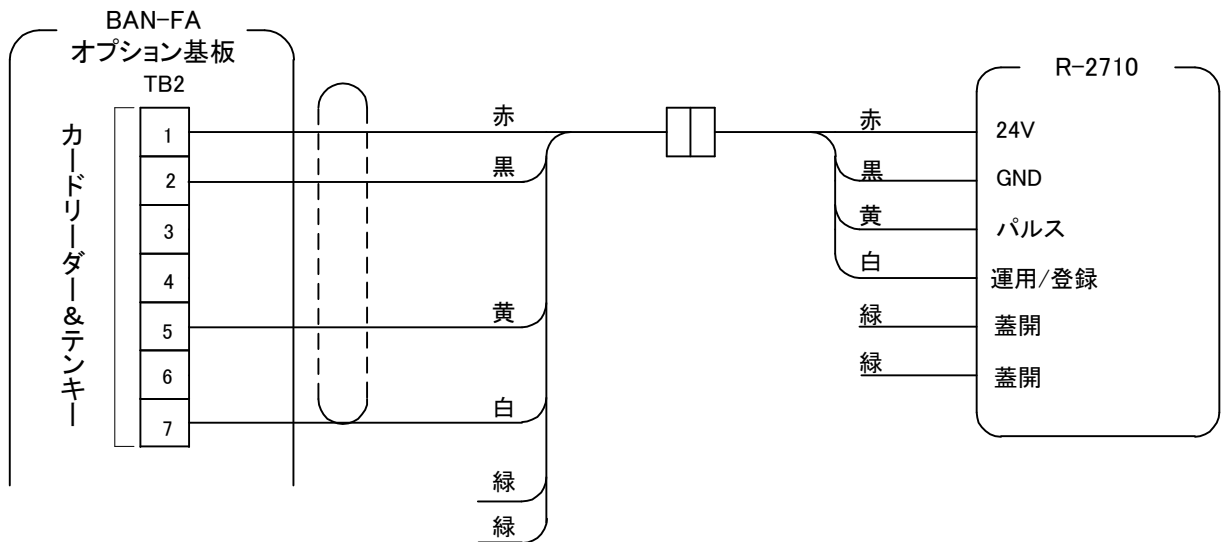 BAN-FA
オプション基板
TB2
カードリーダー&テンキー
1
2
3
4
5
6
7
赤
黒
黄
白
緑
緑
R-2710
赤
24V
黒
GND
黄
パルス
白
運用/登録
緑
蓋開
緑
蓋開